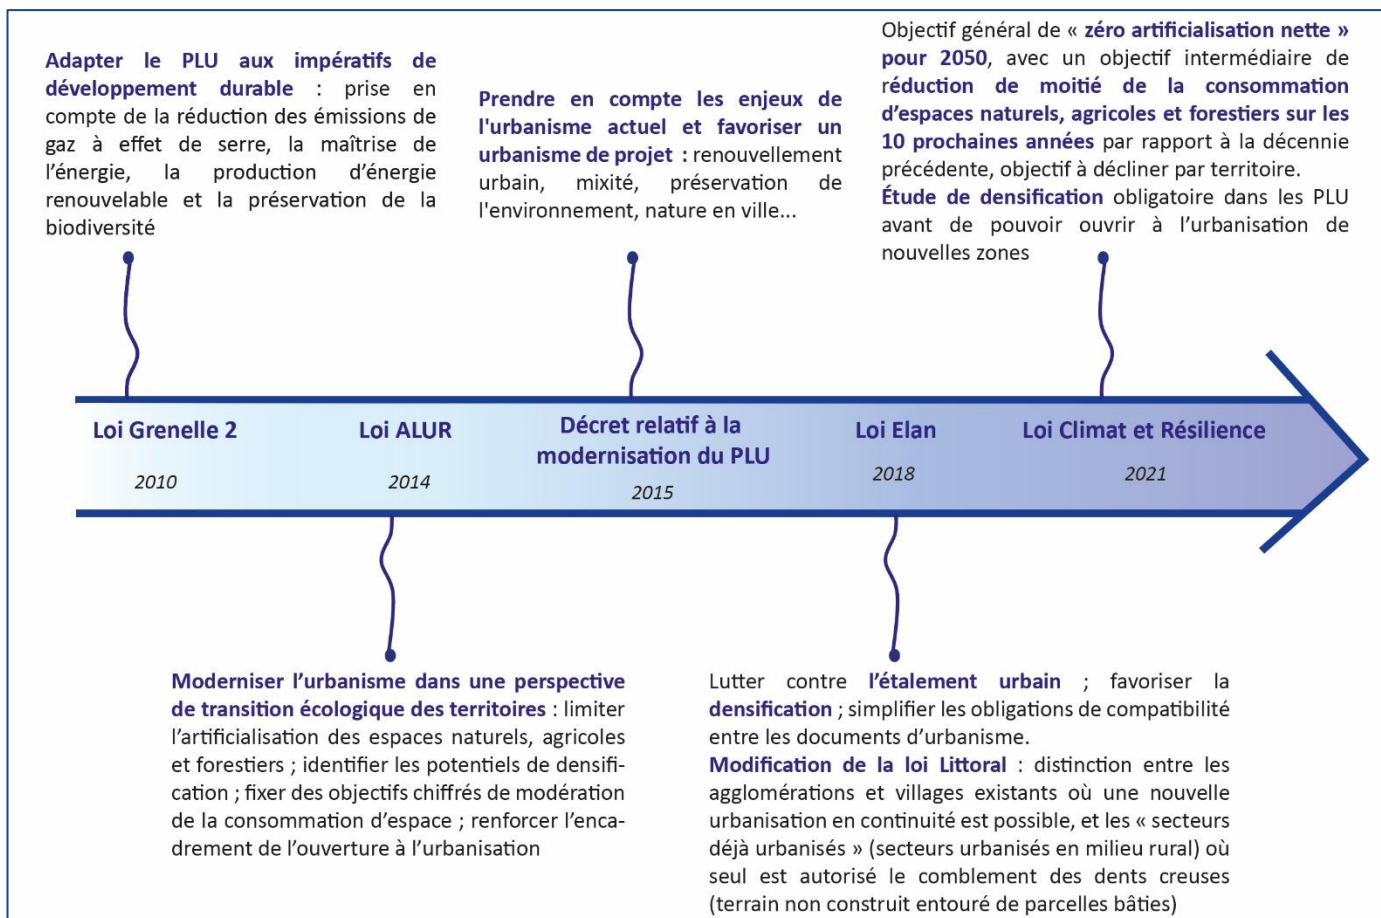 Adapter le PLU aux impératifs de
développement durable : prise en
compte de la réduction des émissions de
gaz à effet de serre, la maîtrise de
l’énergie, la production d’énergie
renouvelable et la préservation de la
biodiversité
Prendre en compte les enjeux de
l'urbanisme actuel et favoriser un
urbanisme de projet : renouvellement
urbain, mixité, préservation de
l'environnement, nature en ville...
Objectif général de « zéro artificialisation nette »
pour 2050, avec un objectif intermédiaire de
réduction de moitié de la consommation
d’espaces naturels, agricoles et forestiers sur les
10 prochaines années par rapport à la décennie
précédente, objectif à décliner par territoire.
Étude de densification obligatoire dans les PLU
avant de pouvoir ouvrir à l’urbanisation de
nouvelles zones
Loi Grenelle 2
2010
Loi ALUR
2014
Décret relatif à la
modernisation du PLU
2015
Loi Elan
2018
Loi Climat et Résilience
2021
Moderniser l’urbanisme dans une perspective
de transition écologique des territoires : limiter
l’artificialisation des espaces naturels, agricoles
et forestiers ; identifier les potentiels de densifi-
cation ; fixer des objectifs chiffrés de modération
de la consommation d’espace ; renforcer l’enca-
drement de l’ouverture à l’urbanisation
Lutter contre l’étalement urbain ; favoriser la
densification ; simplifier les obligations de compatibilité
entre les documents d’urbanisme.
Modification de la loi Littoral : distinction entre les
agglomérations et villages existants où une nouvelle
urbanisation en continuité est possible, et les « secteurs
déjà urbanisés » (secteurs urbanisés en milieu rural) où
seul est autorisé le comblement des dents creuses
(terrain non construit entouré de parcelles bâties)